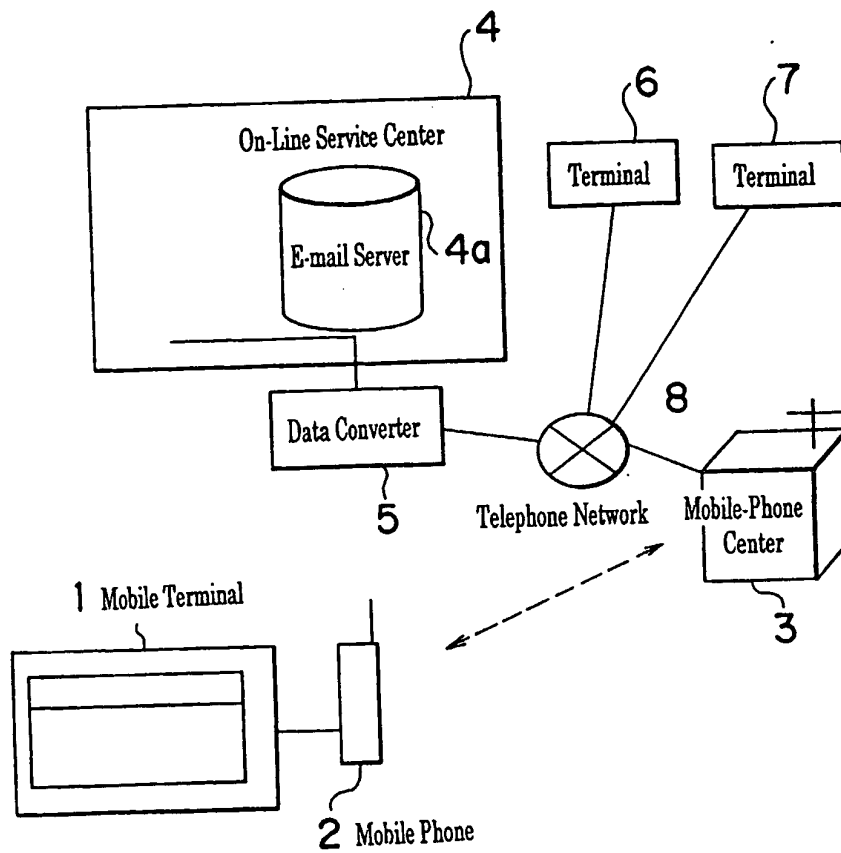 4
6
7
On-Line Service Center
Terminal
Terminal
E-mail Server
4a
8
Data Converter
5
Telephone Network
Mobile-Phone
Center
3
1 Mobile Terminal
2 Mobile Phone